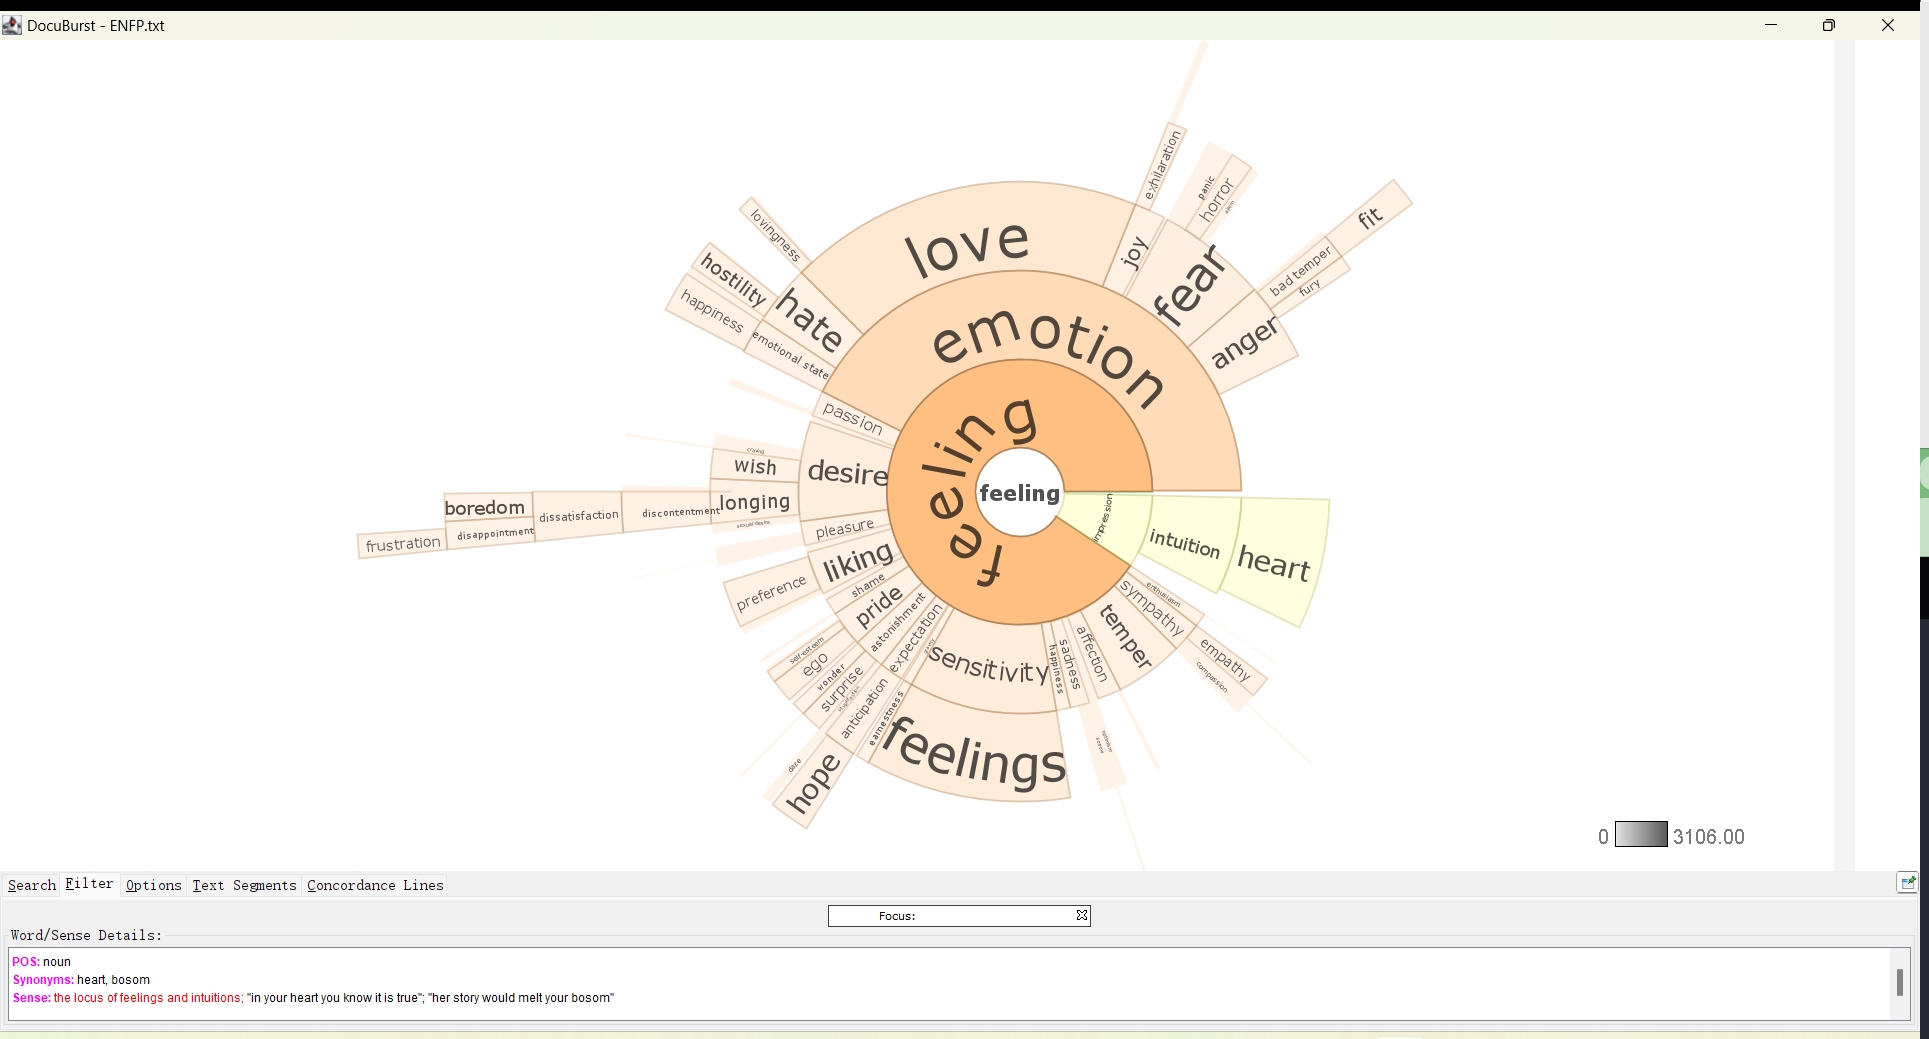 DocuBurst - ENFP.txt
feeling
feeling
emotion
love
joy
exhilaration
fear
panic
horror
anger
bad temper
fury
fit
hate
lovingness
hostility
happiness
emotional state
passion
desire
craving
wish
longing
sexual desire
discontentment
dissatisfaction
boredom
disappointment
frustration
pleasure
liking
preference
shame
pride
self-esteem
ego
astonishment
wonder
surprise
expectation
anticipation
daze
hope
earnestness
sensitivity
feelings
happiness
sadness
affection
temper
sympathy
enthusiasm
empathy
compassion
impression
intuition
heart
0 3106.00
Search Filter Options Text Segments Concordance Lines
Focus:
Word/Sense Details:
POS: noun
Synonyms: heart, bosom
Sense: the locus of feelings and intuitions; "in your heart you know it is true"; "her story would melt your bosom"